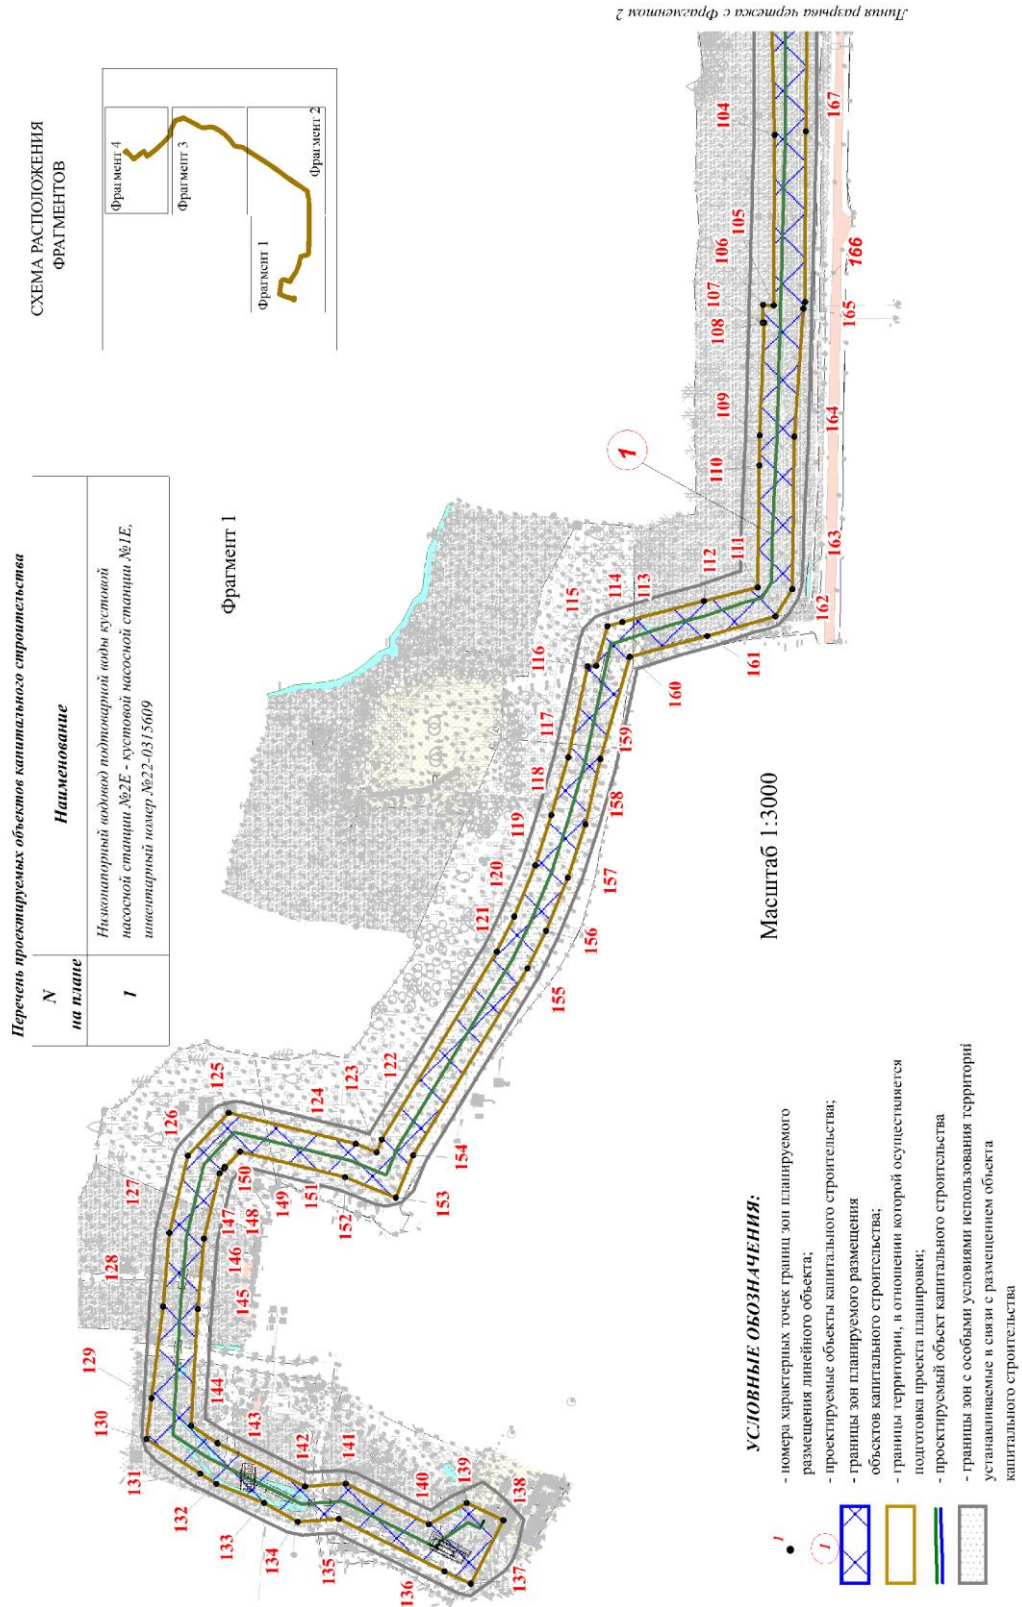 Линия разрыва чертежа с Фрагментом 2
СХЕМА РАСПОЛОЖЕНИЯ
ФРАГМЕНТОВ
Фрагмент 4
Фрагмент 3
Фрагмент 2
Фрагмент 1
Перечень проектируемых объектов капитального строительства
N
на плане
Наименование
1
Низконапорный водовод подтоварной воды кустовой
насосной станции №2Е - кустовой насосной станции №1Е,
инвентарный номер №22-0315609
Фрагмент 1
1
104
105
106
107
108
109
110
111
112
113
114
115
116
117
118
119
120
121
122
123
124
125
126
127
128
129
130
131
132
133
134
135
136
137
138
139
140
141
142
143
144
145
146
147
148
149
150
151
152
153
154
155
156
157
158
159
160
161
162
163
164
165
166
167
Масштаб 1:3000
УСЛОВНЫЕ ОБОЗНАЧЕНИЯ:
1
- номера характерных точек границ зон планируемого
размещения линейного объекта;
1
- проектируемые объекты капитального строительства;
- границы зон планируемого размещения
объектов капитального строительства;
- границы территории, в отношении которой осуществляется
подготовка проекта планировки;
- проектируемый объект капитального строительства
- границы зон с особыми условиями использования территорий
устанавливаемые в связи с размещением объекта
капитального строительства